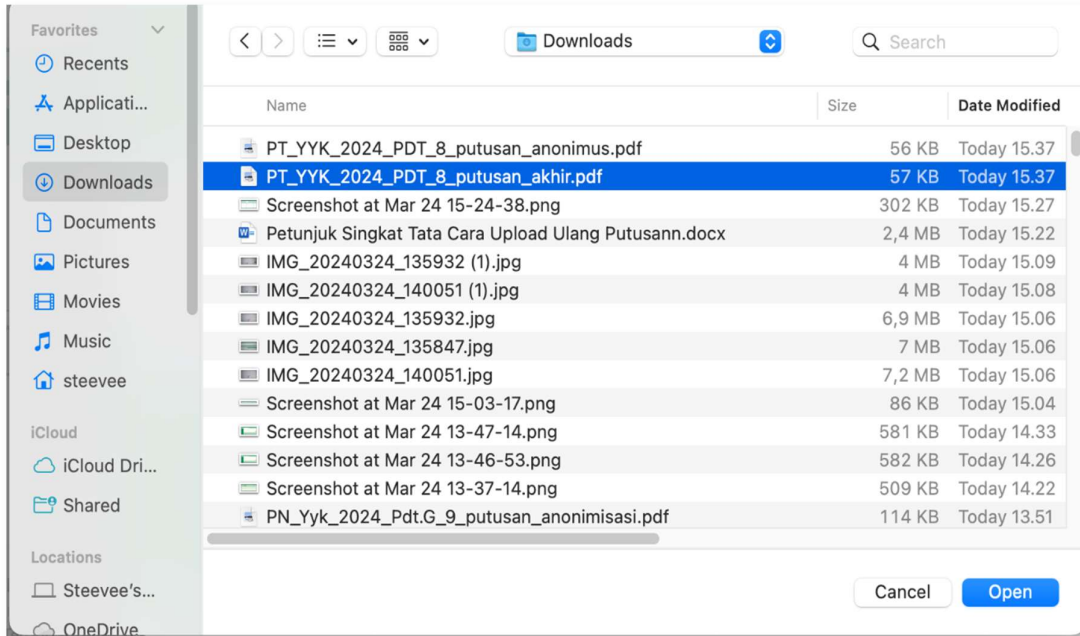 Favorites
Recents
Applicati...
Desktop
Downloads
Documents
Pictures
Movies
Music
steevee
iCloud
iCloud Dri...
Shared
Locations
Steevee's...
OneDrive
Downloads
Search
Name Size Date Modified
PT_YYK_2024_PDT_8_putusan_anonimus.pdf 56 KB Today 15.37
PT_YYK_2024_PDT_8_putusan_akhir.pdf 57 KB Today 15.37
Screenshot at Mar 24 15-24-38.png 302 KB Today 15.27
Petunjuk Singkat Tata Cara Upload Ulang Putusann.docx 2,4 MB Today 15.22
IMG_20240324_135932 (1).jpg 4 MB Today 15.09
IMG_20240324_140051 (1).jpg 4 MB Today 15.08
IMG_20240324_135932.jpg 6,9 MB Today 15.06
IMG_20240324_135847.jpg 7 MB Today 15.06
IMG_20240324_140051.jpg 7,2 MB Today 15.06
Screenshot at Mar 24 15-03-17.png 86 KB Today 15.04
Screenshot at Mar 24 13-47-14.png 581 KB Today 14.33
Screenshot at Mar 24 13-46-53.png 582 KB Today 14.26
Screenshot at Mar 24 13-37-14.png 509 KB Today 14.22
PN_Yyk_2024_Pdt.G_9_putusan_anonimisasi.pdf 114 KB Today 13.51
Cancel Open